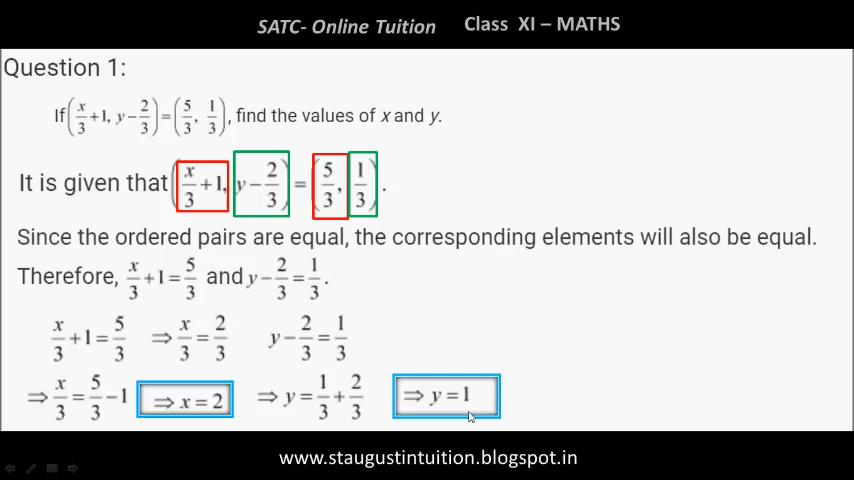 SATC- Online Tuition Class XI – MATHS
Question 1:
If (x/3 + 1, y − 2/3) = (5/3, 1/3), find the values of x and y.
It is given that (x/3 + 1, y − 2/3) = (5/3, 1/3).
Since the ordered pairs are equal, the corresponding elements will also be equal.
Therefore, x/3 + 1 = 5/3 and y − 2/3 = 1/3.
x/3 + 1 = 5/3 ⇒ x/3 = 2/3 y − 2/3 = 1/3
⇒ x/3 = 5/3 − 1 ⇒ x = 2 ⇒ y = 1/3 + 2/3 ⇒ y = 1
www.staugustintuition.blogspot.in